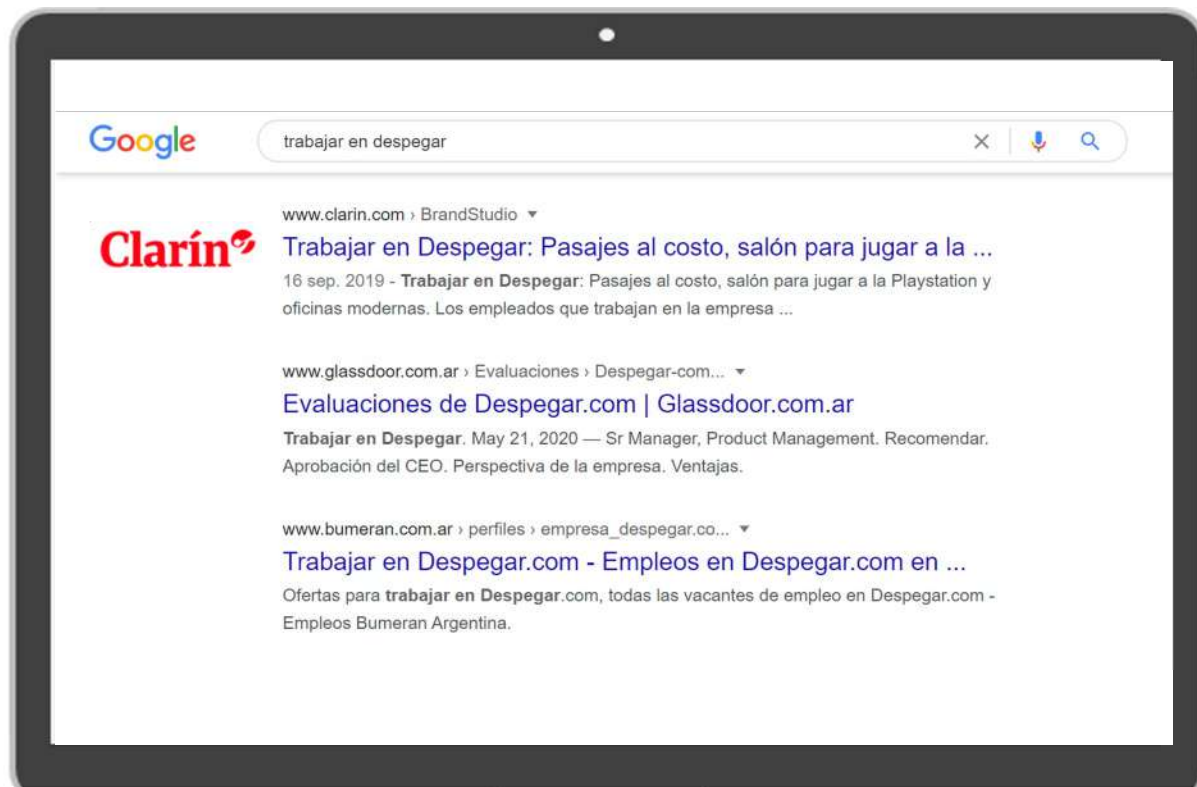 Google
trabajar en despegar
Clarín
www.clarin.com › BrandStudio
Trabajar en Despegar: Pasajes al costo, salón para jugar a la ...
16 sep. 2019 - Trabajar en Despegar: Pasajes al costo, salón para jugar a la Playstation y
oficinas modernas. Los empleados que trabajan en la empresa ...
www.glassdoor.com.ar › Evaluaciones › Despegar-com...
Evaluaciones de Despegar.com | Glassdoor.com.ar
Trabajar en Despegar. May 21, 2020 — Sr Manager, Product Management. Recomendar.
Aprobación del CEO. Perspectiva de la empresa. Ventajas.
www.bumeran.com.ar › perfiles › empresa_despegar.co...
Trabajar en Despegar.com - Empleos en Despegar.com en ...
Ofertas para trabajar en Despegar.com, todas las vacantes de empleo en Despegar.com -
Empleos Bumeran Argentina.